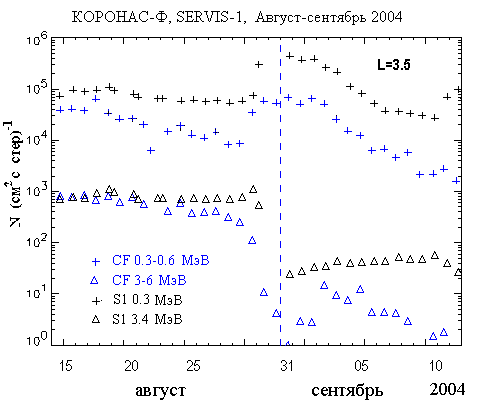 КОРОНАС-Ф, SERVIS-1, Август-сентябрь 2004
10⁶
10⁵
10⁴
10³
10²
10¹
10⁰
N (см² с стер)⁻¹
L=3.5
CF 0.3-0.6 МэВ
CF 3-6 МэВ
S1 0.3 МэВ
S1 3.4 МэВ
15 20 25 31 05 10
август сентябрь 2004